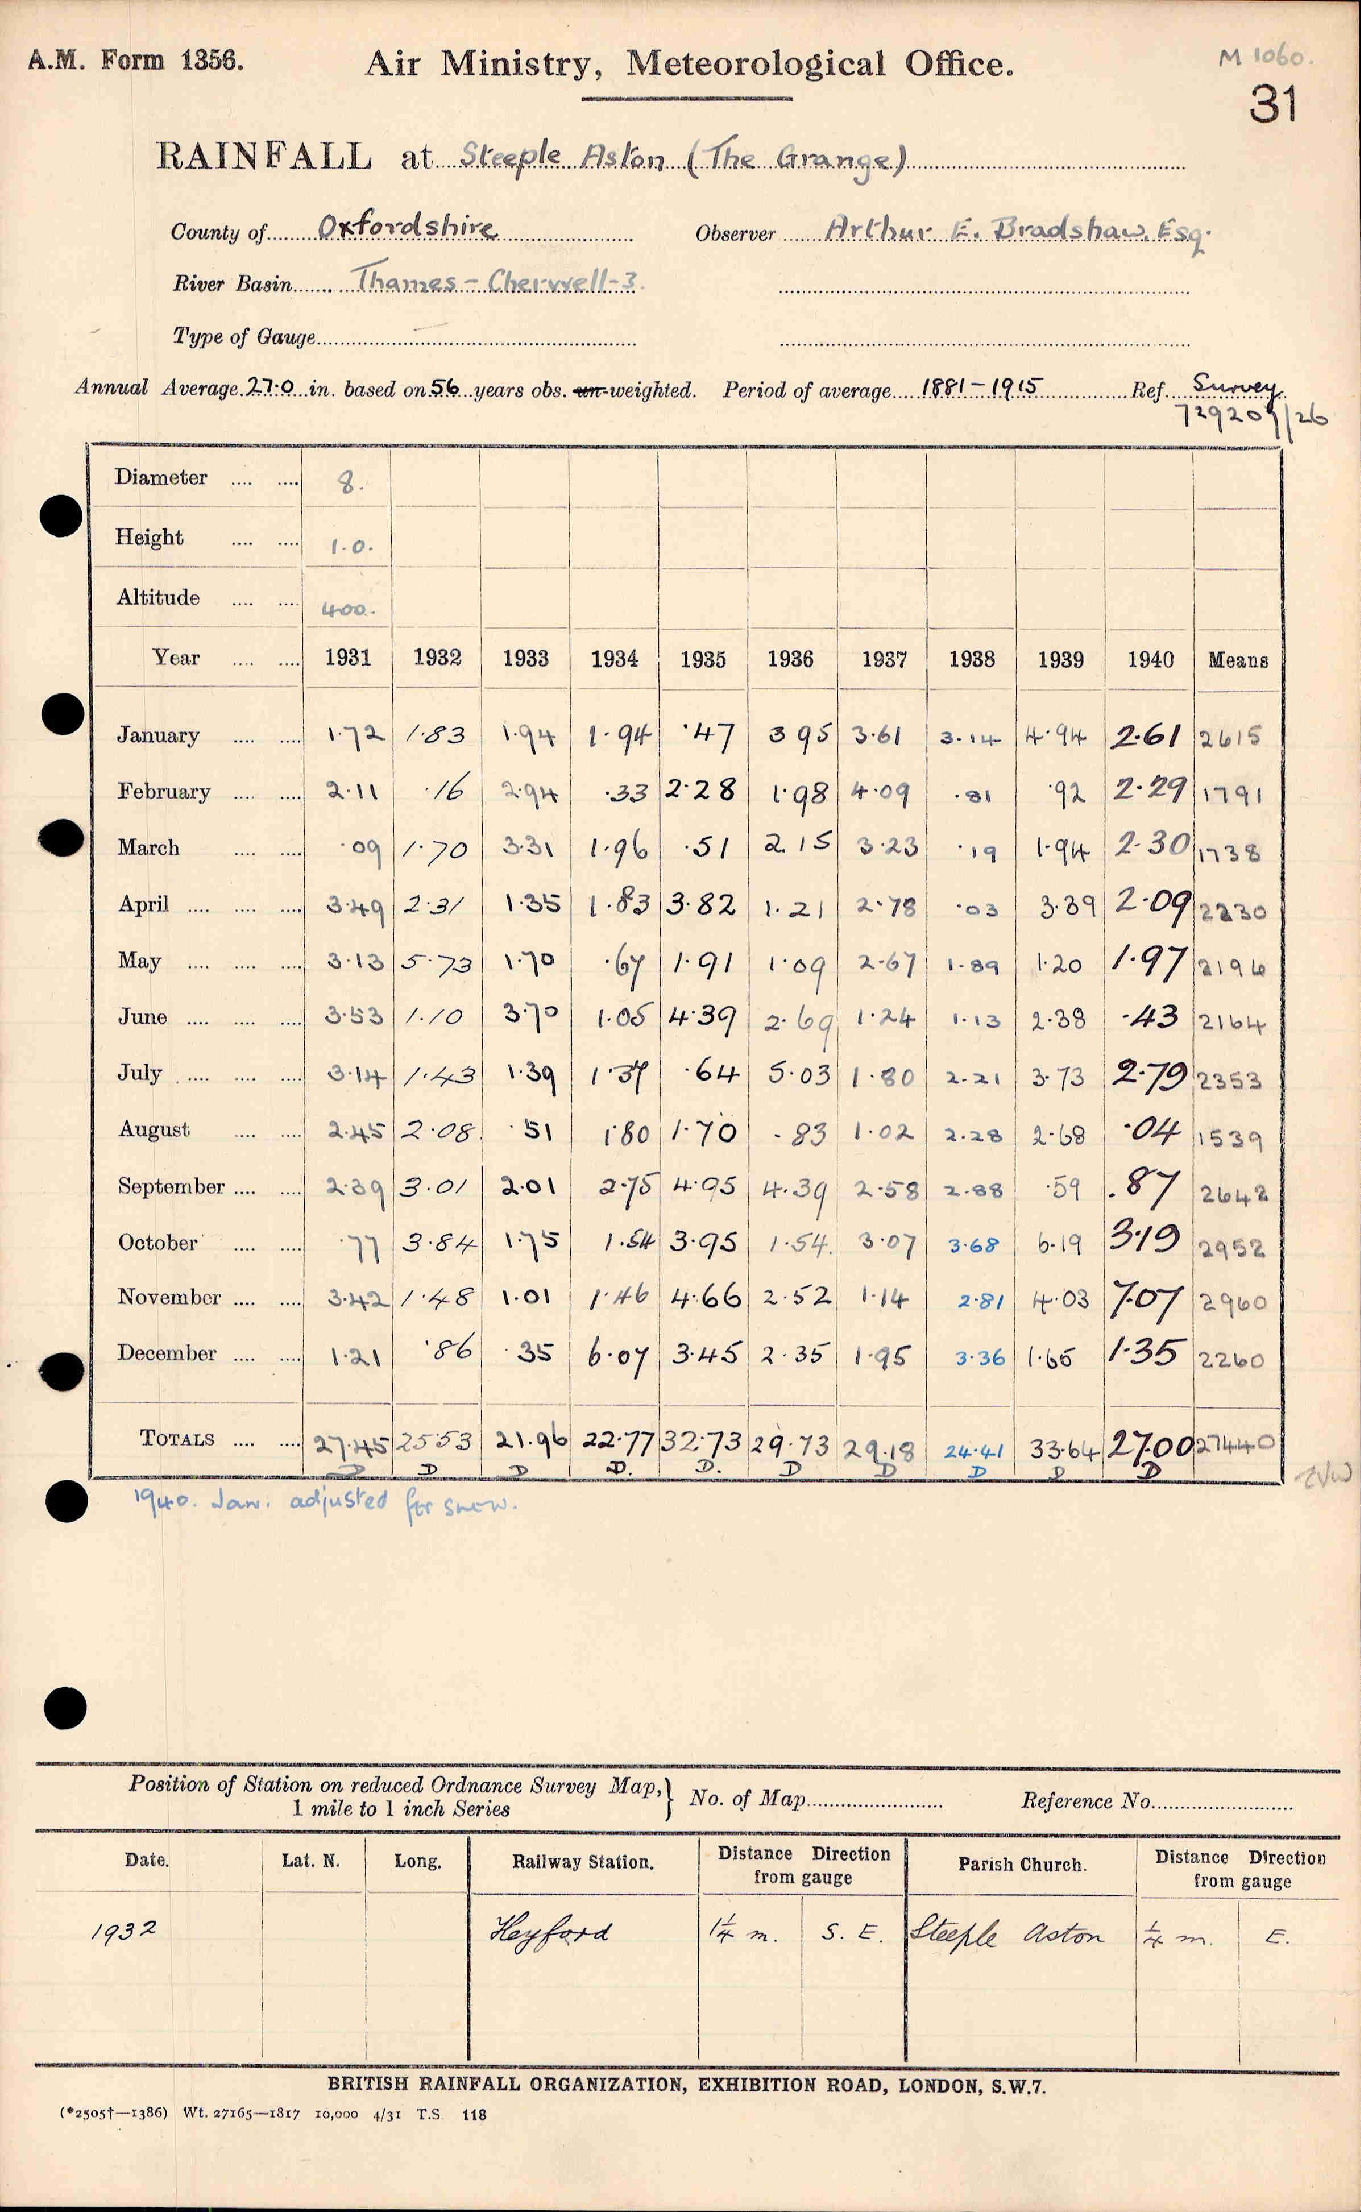 A.M. Form 1356. Air Ministry, Meteorological Office. M 1060.
31
RAINFALL at Steeple Aston (The Grange)
County of Oxfordshire Observer Arthur E. Bradshaw, Esq.
River Basin Thames - Cherwell - 3.
Type of Gauge
Annual Average 27.0 in. based on 56 years obs. un-weighted. Period of average 1881-1915 Ref. Survey
729209/26
Diameter 8.
Height 1.0.
Altitude 400.
Year 1931 1932 1933 1934 1935 1936 1937 1938 1939 1940 Means
January 1.72 1.83 1.94 1.94 .47 3 95 3.61 3.14 4.94 2.61 2615
February 2.11 .16 2.94 .33 2.28 1.98 4.09 .81 .92 2.29 1791
March .09 1.70 3.31 1.96 .51 2.15 3.23 .19 1.94 2.30 1738
April 3.49 2.31 1.35 1.83 3.82 1.21 2.78 .03 3.39 2.09 2230
May 3.13 5.73 1.70 .67 1.91 1.09 2.67 1.89 1.20 1.97 2196
June 3.53 1.10 3.70 1.05 4.39 2.69 1.24 1.13 2.38 .43 2164
July 3.14 1.43 1.39 1.37 .64 5.03 1.80 2.21 3.73 2.79 2353
August 2.45 2.08. .51 1.80 1.70 .83 1.02 2.28 2.68 .04 1539
September 2.39 3.01 2.01 2.75 4.95 4.39 2.58 2.88 .59 .87 2642
October .77 3.84 1.75 1.54 3.95 1.54. 3.07 3.68 6.19 3.19 2952
November 3.42 1.48 1.01 1.46 4.66 2.52 1.14 2.81 4.03 7.07 2960
December 1.21 .86 .35 6.07 3.45 2.35 1.95 3.36 1.65 1.35 2260
TOTALS 27.45 25.53 21.96 22.77 32.73 29.73 29.18 24.41 33.64 27.00 27440
D D D D. D. D D D D D
1940. Jan: adjusted for snow.
Position of Station on reduced Ordnance Survey Map,} No. of Map Reference No.
1 mile to 1 inch Series
Date. Lat. N. Long. Railway Station. Distance Direction from gauge Parish Church. Distance Direction from gauge
1932 Heyford 1¼ m. S. E. Steeple Aston ¼ m. E.
BRITISH RAINFALL ORGANIZATION, EXHIBITION ROAD, LONDON, S.W.7.
(*2505†—1386) Wt. 27165—1317 10,000 4/31 T.S. 118